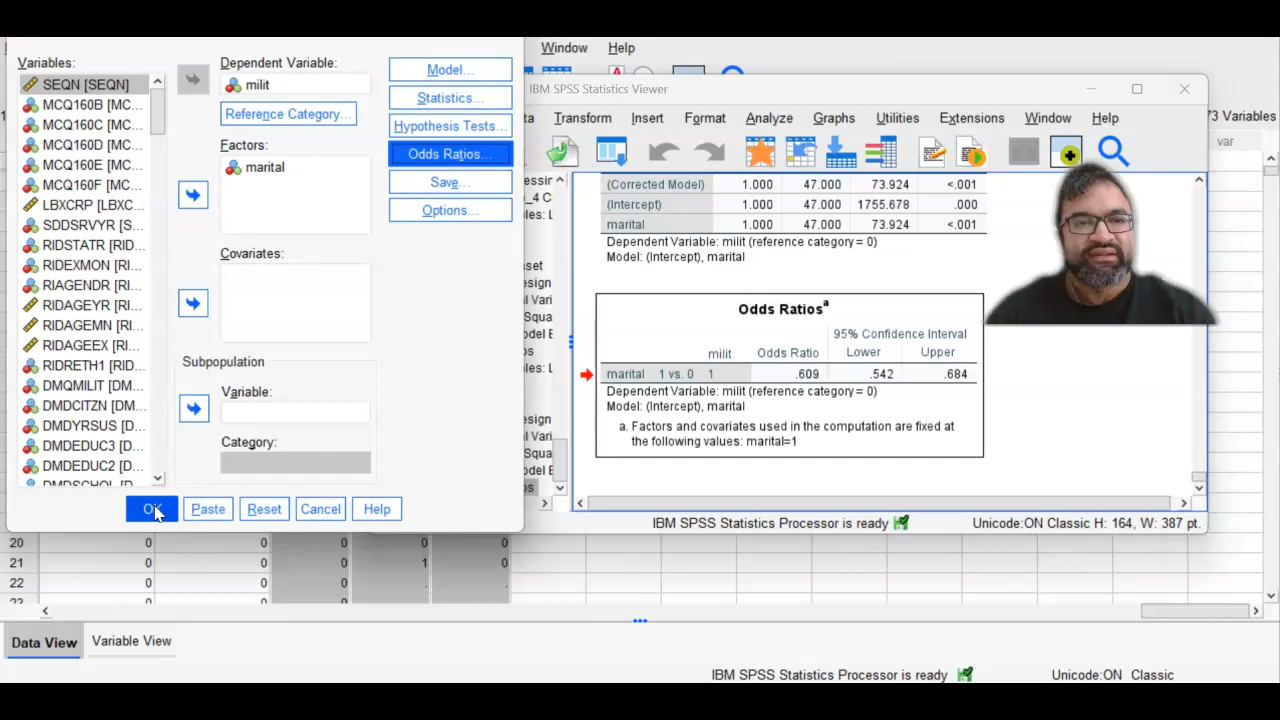 Window Help
Variables:
SEQN [SEQN]
MCQ160B [MC...
MCQ160C [MC...
MCQ160D [MC...
MCQ160E [MC...
MCQ160F [MC...
LBXCRP [LBXC...
SDDSRVYR [S...
RIDSTATR [RID...
RIDEXMON [RI...
RIAGENDR [RI...
RIDAGEYR [RI...
RIDAGEMN [RI...
RIDAGEEX [RI...
RIDRETH1 [RI...
DMQMILIT [DM...
DMDCITZN [DM...
DMDYRSUS [D...
DMDEDUC3 [D...
DMDEDUC2 [D...
DMDSCHOL [D...
Dependent Variable:
milit
Reference Category...
Factors:
marital
Covariates:
Subpopulation
Variable:
Category:
Model...
Statistics...
Hypothesis Tests...
Odds Ratios...
Save...
Options...
OK Paste Reset Cancel Help
IBM SPSS Statistics Viewer
ta Transform Insert Format Analyze Graphs Utilities Extensions Window Help
73 Variables
var
(Corrected Model) 1.000 47.000 73.924 <.001
(Intercept) 1.000 47.000 1755.678 .000
marital 1.000 47.000 73.924 <.001
Dependent Variable: milit (reference category = 0)
Model: (Intercept), marital
Odds Ratiosa
95% Confidence Interval
milit Odds Ratio Lower Upper
marital 1 vs. 0 1 .609 .542 .684
Dependent Variable: milit (reference category = 0)
Model: (Intercept), marital
a. Factors and covariates used in the computation are fixed at
the following values: marital=1
IBM SPSS Statistics Processor is ready Unicode:ON Classic H: 164, W: 387 pt.
20 0 0 0 0 0
21 0 0 0 1 0
22 0 0 0 . .
23
Data View Variable View
IBM SPSS Statistics Processor is ready Unicode:ON Classic